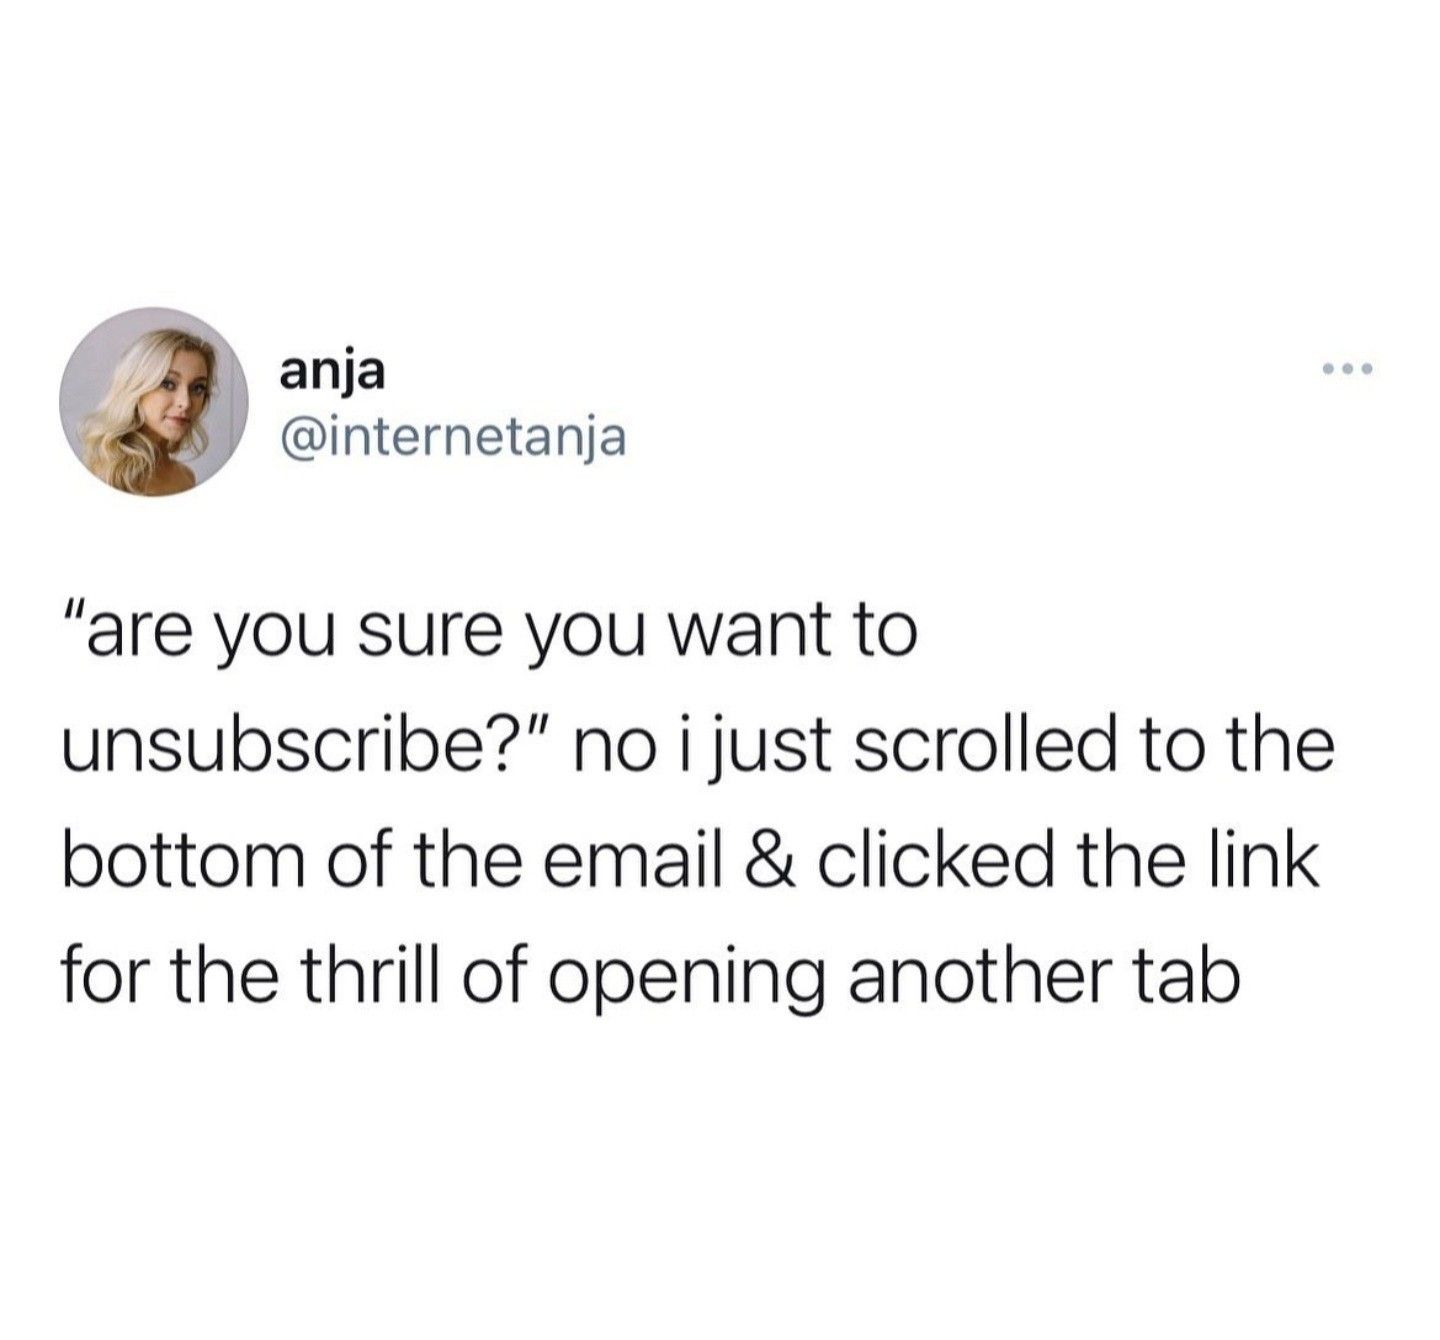 anja
@internetanja
“are you sure you want to
unsubscribe?” no i just scrolled to the
bottom of the email & clicked the link
for the thrill of opening another tab